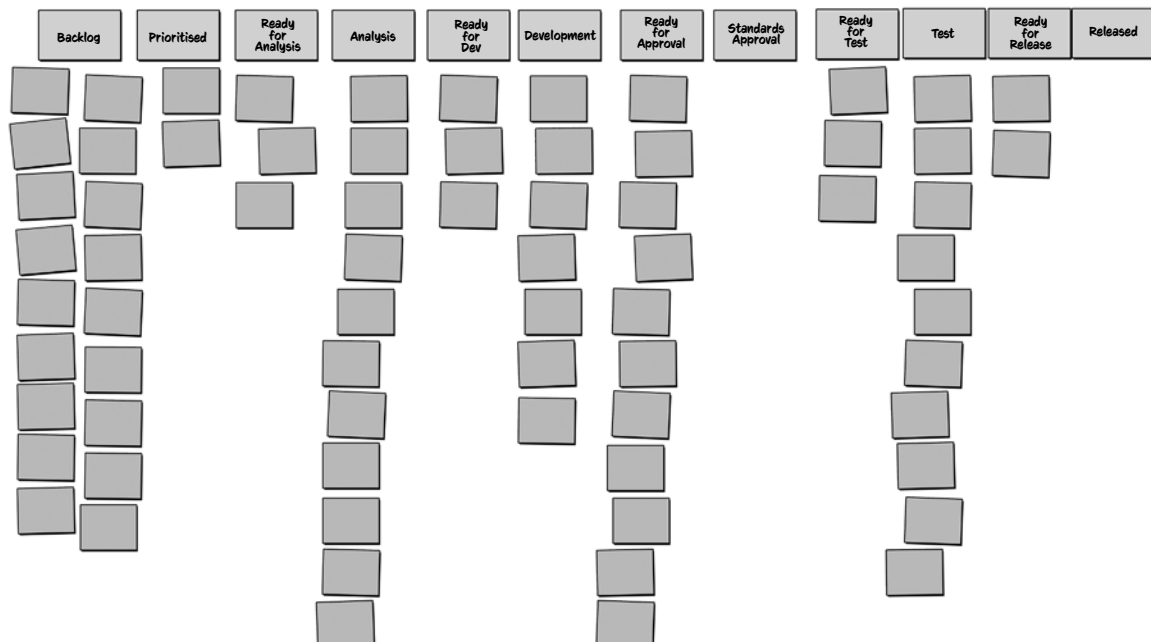 Backlog
Prioritised
Ready
for
Analysis
Analysis
Ready
for
Dev
Development
Ready
for
Approval
Standards
Approval
Ready
for
Test
Test
Ready
for
Release
Released